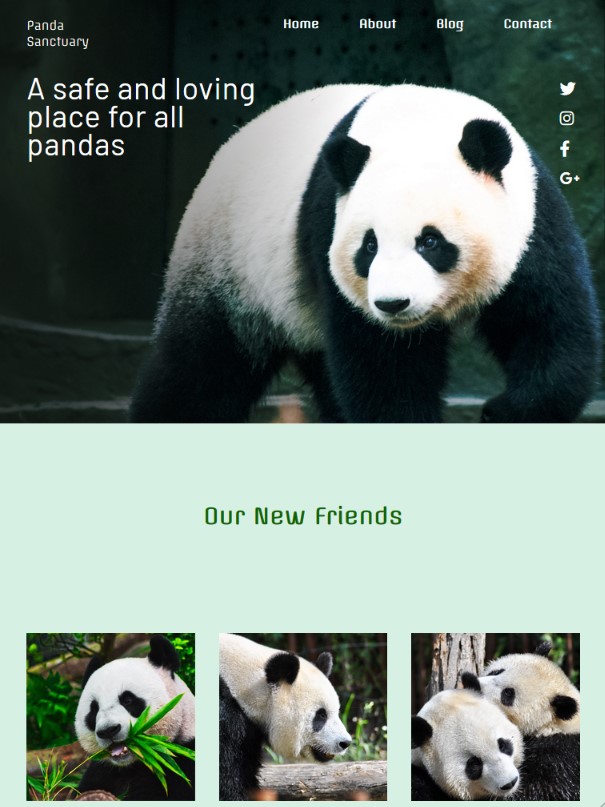 Panda
Sanctuary
Home
About
Blog
Contact
A safe and loving
place for all
pandas
Our New Friends